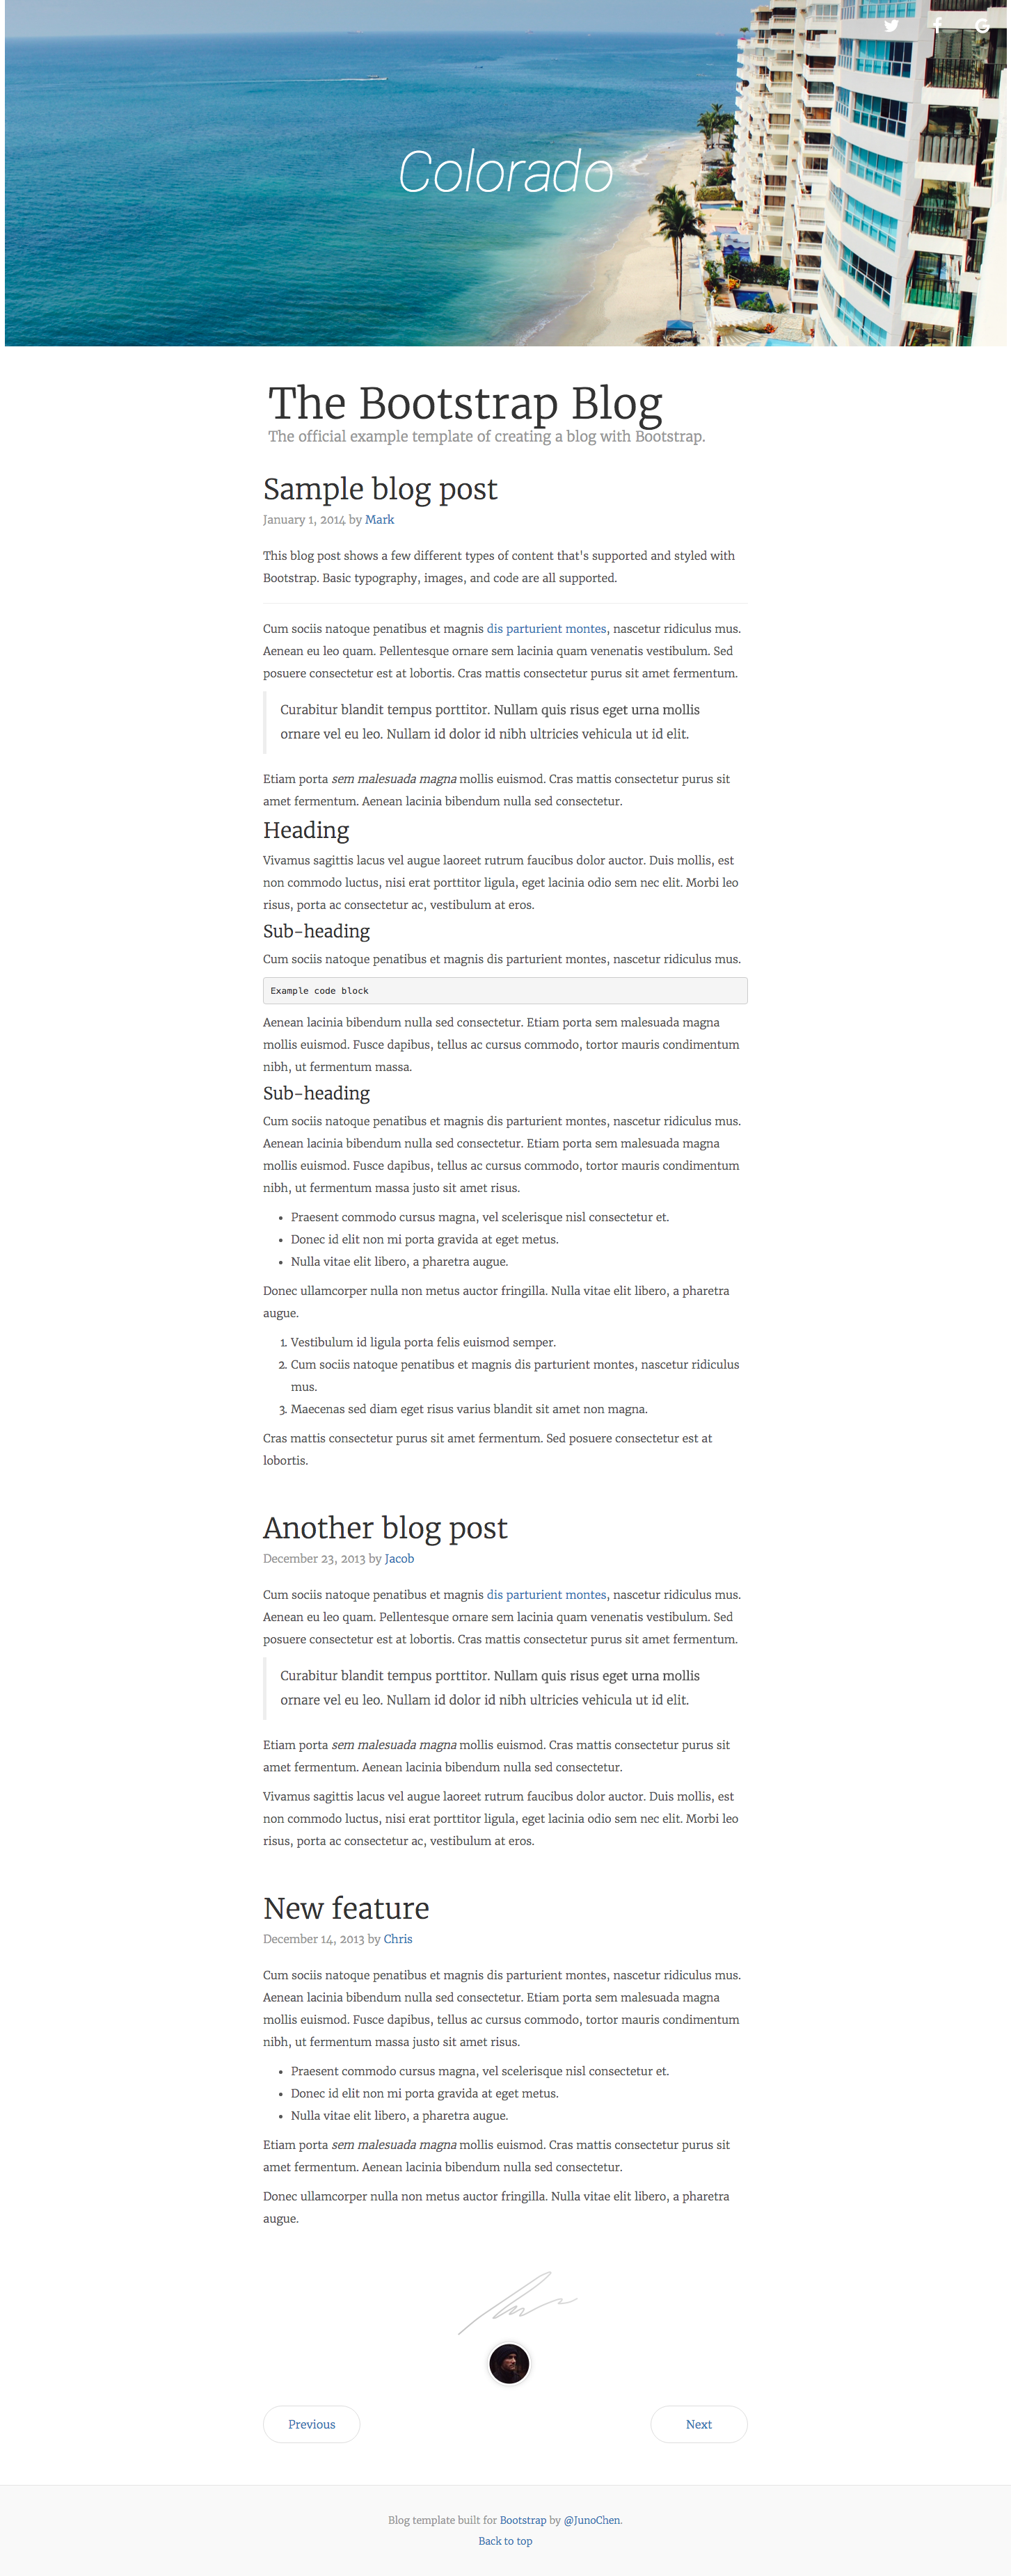 Colorado
The Bootstrap Blog
The official example template of creating a blog with Bootstrap.
Sample blog post
January 1, 2014 by Mark
This blog post shows a few different types of content that's supported and styled with
Bootstrap. Basic typography, images, and code are all supported.
Cum sociis natoque penatibus et magnis dis parturient montes, nascetur ridiculus mus.
Aenean eu leo quam. Pellentesque ornare sem lacinia quam venenatis vestibulum. Sed
posuere consectetur est at lobortis. Cras mattis consectetur purus sit amet fermentum.
Curabitur blandit tempus porttitor. Nullam quis risus eget urna mollis
ornare vel eu leo. Nullam id dolor id nibh ultricies vehicula ut id elit.
Etiam porta sem malesuada magna mollis euismod. Cras mattis consectetur purus sit
amet fermentum. Aenean lacinia bibendum nulla sed consectetur.
Heading
Vivamus sagittis lacus vel augue laoreet rutrum faucibus dolor auctor. Duis mollis, est
non commodo luctus, nisi erat porttitor ligula, eget lacinia odio sem nec elit. Morbi leo
risus, porta ac consectetur ac, vestibulum at eros.
Sub-heading
Cum sociis natoque penatibus et magnis dis parturient montes, nascetur ridiculus mus.
Example code block
Aenean lacinia bibendum nulla sed consectetur. Etiam porta sem malesuada magna
mollis euismod. Fusce dapibus, tellus ac cursus commodo, tortor mauris condimentum
nibh, ut fermentum massa.
Sub-heading
Cum sociis natoque penatibus et magnis dis parturient montes, nascetur ridiculus mus.
Aenean lacinia bibendum nulla sed consectetur. Etiam porta sem malesuada magna
mollis euismod. Fusce dapibus, tellus ac cursus commodo, tortor mauris condimentum
nibh, ut fermentum massa justo sit amet risus.
• Praesent commodo cursus magna, vel scelerisque nisl consectetur et.
• Donec id elit non mi porta gravida at eget metus.
• Nulla vitae elit libero, a pharetra augue.
Donec ullamcorper nulla non metus auctor fringilla. Nulla vitae elit libero, a pharetra
augue.
1. Vestibulum id ligula porta felis euismod semper.
2. Cum sociis natoque penatibus et magnis dis parturient montes, nascetur ridiculus
mus.
3. Maecenas sed diam eget risus varius blandit sit amet non magna.
Cras mattis consectetur purus sit amet fermentum. Sed posuere consectetur est at
lobortis.
Another blog post
December 23, 2013 by Jacob
Cum sociis natoque penatibus et magnis dis parturient montes, nascetur ridiculus mus.
Aenean eu leo quam. Pellentesque ornare sem lacinia quam venenatis vestibulum. Sed
posuere consectetur est at lobortis. Cras mattis consectetur purus sit amet fermentum.
Curabitur blandit tempus porttitor. Nullam quis risus eget urna mollis
ornare vel eu leo. Nullam id dolor id nibh ultricies vehicula ut id elit.
Etiam porta sem malesuada magna mollis euismod. Cras mattis consectetur purus sit
amet fermentum. Aenean lacinia bibendum nulla sed consectetur.
Vivamus sagittis lacus vel augue laoreet rutrum faucibus dolor auctor. Duis mollis, est
non commodo luctus, nisi erat porttitor ligula, eget lacinia odio sem nec elit. Morbi leo
risus, porta ac consectetur ac, vestibulum at eros.
New feature
December 14, 2013 by Chris
Cum sociis natoque penatibus et magnis dis parturient montes, nascetur ridiculus mus.
Aenean lacinia bibendum nulla sed consectetur. Etiam porta sem malesuada magna
mollis euismod. Fusce dapibus, tellus ac cursus commodo, tortor mauris condimentum
nibh, ut fermentum massa justo sit amet risus.
• Praesent commodo cursus magna, vel scelerisque nisl consectetur et.
• Donec id elit non mi porta gravida at eget metus.
• Nulla vitae elit libero, a pharetra augue.
Etiam porta sem malesuada magna mollis euismod. Cras mattis consectetur purus sit
amet fermentum. Aenean lacinia bibendum nulla sed consectetur.
Donec ullamcorper nulla non metus auctor fringilla. Nulla vitae elit libero, a pharetra
augue.
Previous
Next
Blog template built for Bootstrap by @JunoChen.
Back to top